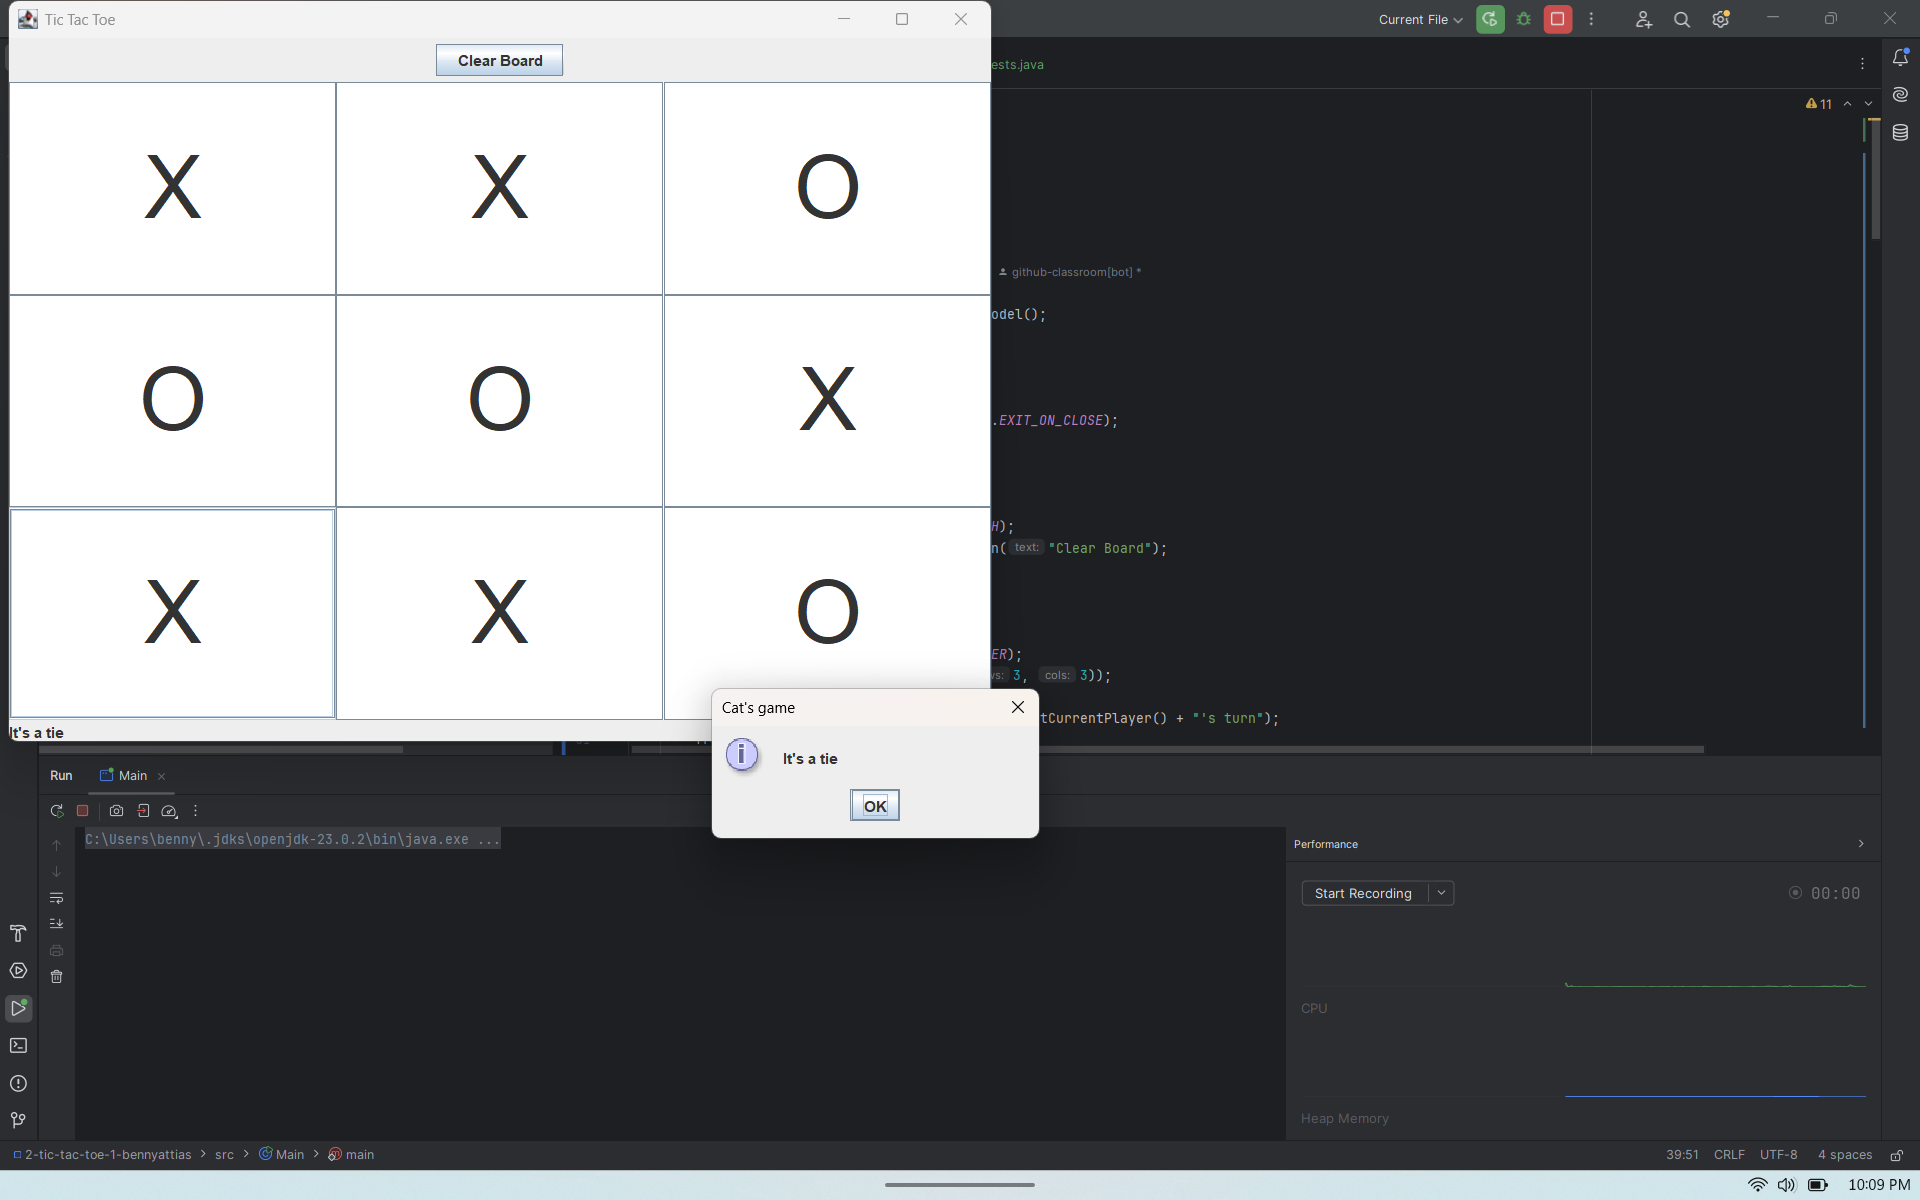 Tic Tac Toe
Current File
Clear Board
ests.java
X X O
11
github-classroom[bot] *
odel();
O O X
.EXIT_ON_CLOSE);
H);
n( text: "Clear Board");
X X O
ER);
vs: 3, cols: 3));
tCurrentPlayer() + "'s turn");
It's a tie
Cat's game
It's a tie
OK
Run
Main
C:\Users\benny\.jdks\openjdk-23.0.2\bin\java.exe ...
Performance
Start Recording
00:00
CPU
Heap Memory
2-tic-tac-toe-1-bennyattias > src > Main > main
39:51 CRLF UTF-8 4 spaces
10:09 PM